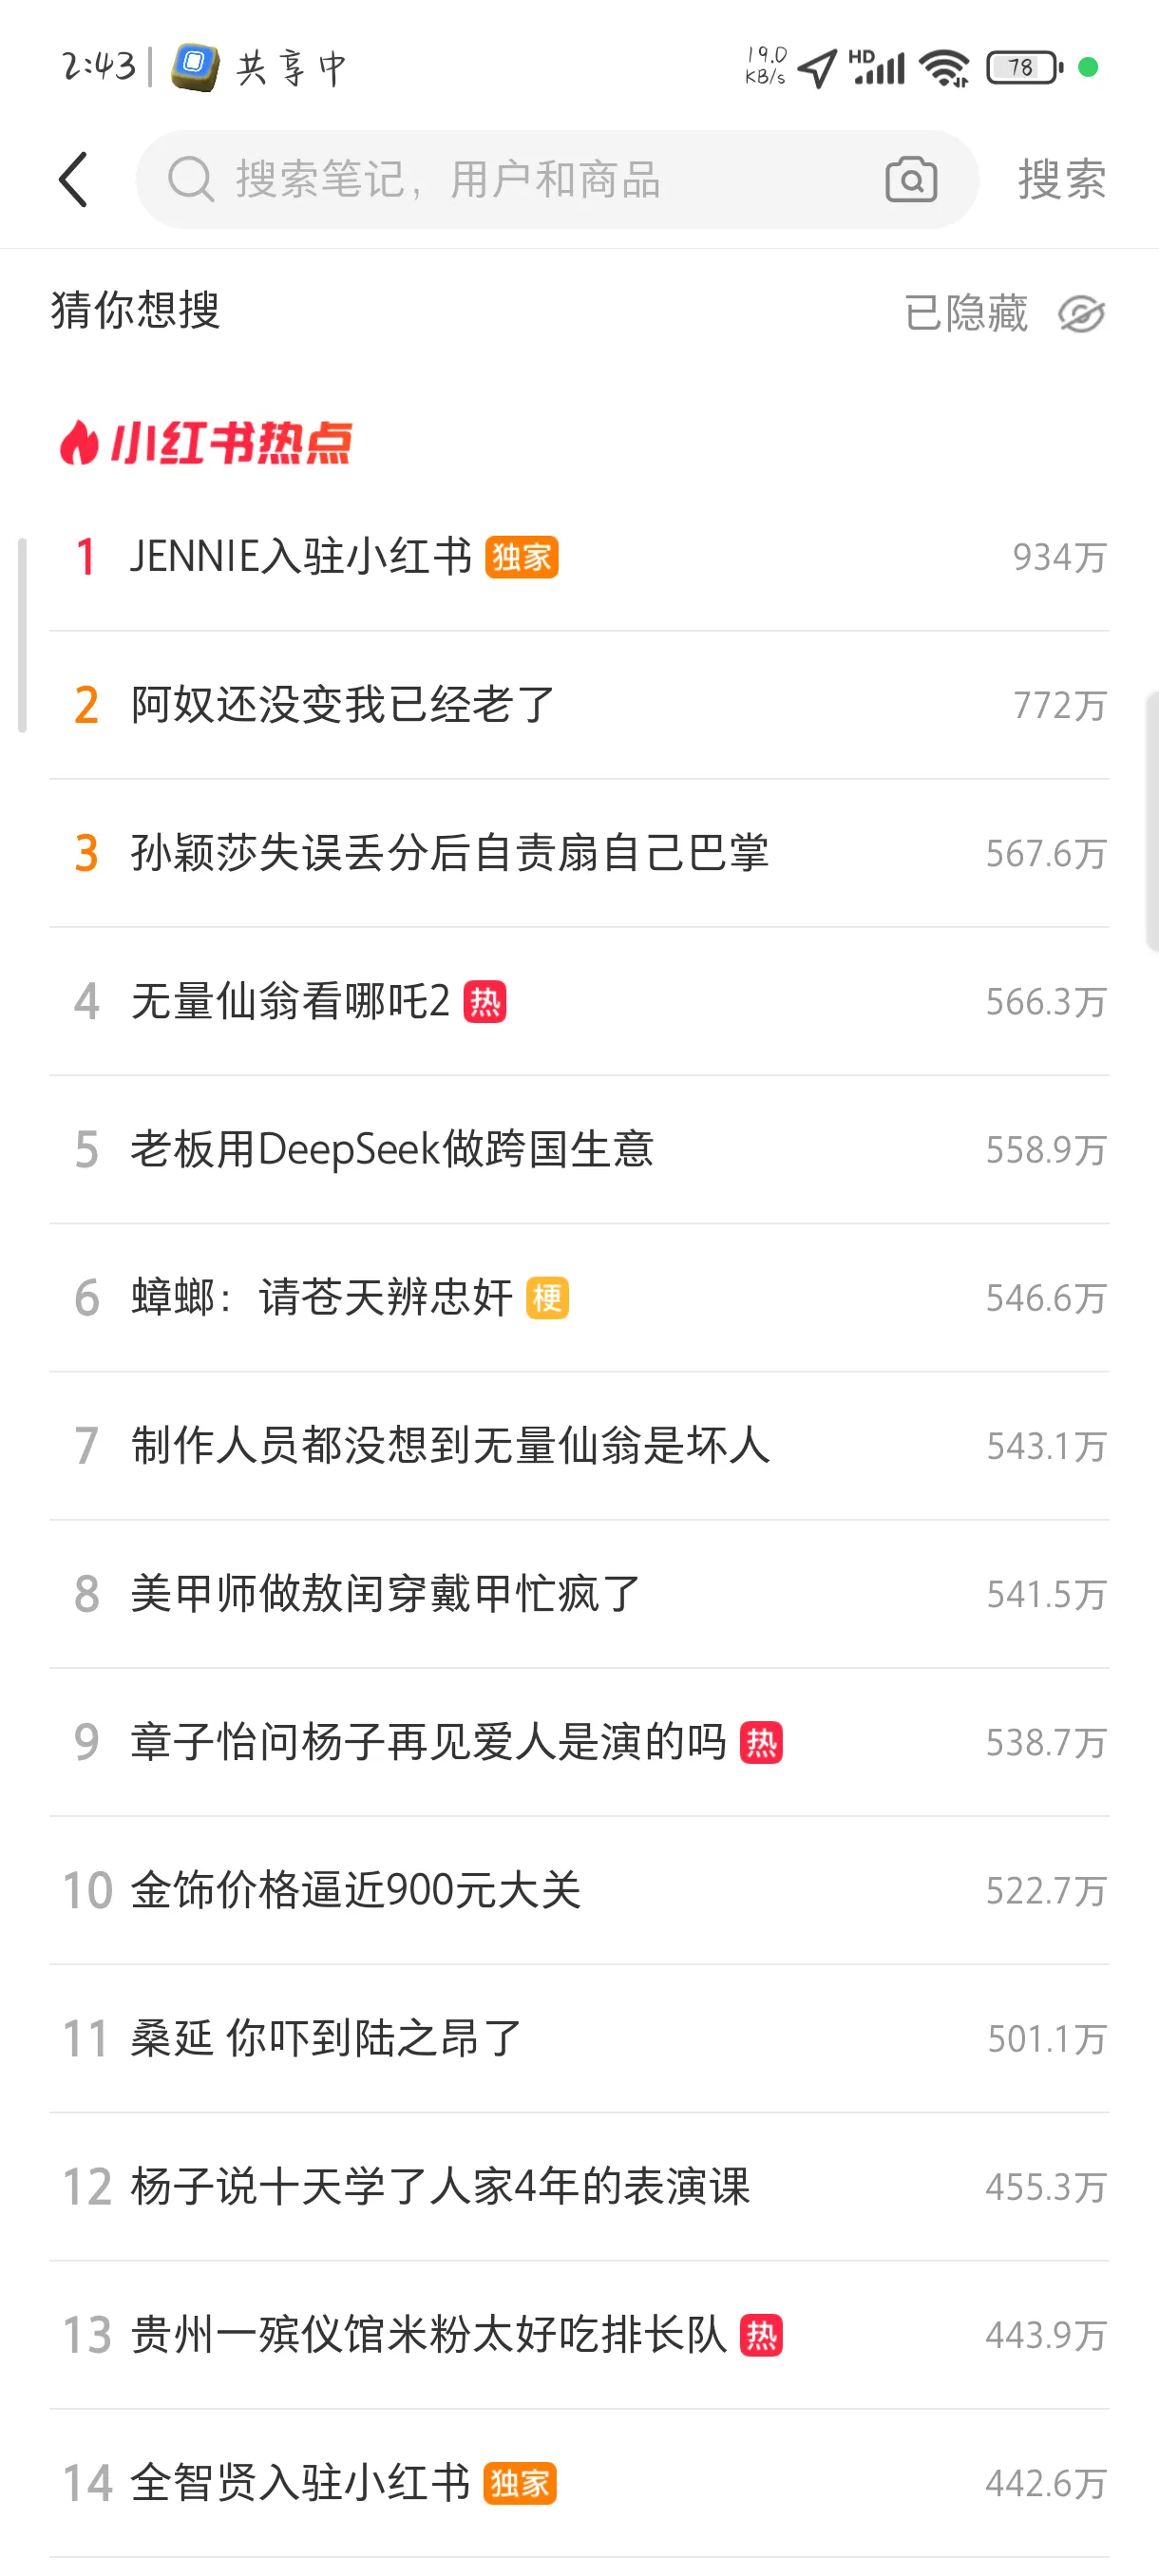 2:43 共享中 19.0 KB/s HD 78
搜索笔记，用户和商品 搜索
猜你想搜 已隐藏
小红书热点
1 JENNIE入驻小红书 独家 934万
2 阿奴还没变我已经老了 772万
3 孙颖莎失误丢分后自责扇自己巴掌 567.6万
4 无量仙翁看哪吒2 热 566.3万
5 老板用DeepSeek做跨国生意 558.9万
6 蟑螂：请苍天辨忠奸 梗 546.6万
7 制作人员都没想到无量仙翁是坏人 543.1万
8 美甲师做敖闰穿戴甲忙疯了 541.5万
9 章子怡问杨子再见爱人是演的吗 热 538.7万
10 金饰价格逼近900元大关 522.7万
11 桑延 你吓到陆之昂了 501.1万
12 杨子说十天学了人家4年的表演课 455.3万
13 贵州一殡仪馆米粉太好吃排长队 热 443.9万
14 全智贤入驻小红书 独家 442.6万